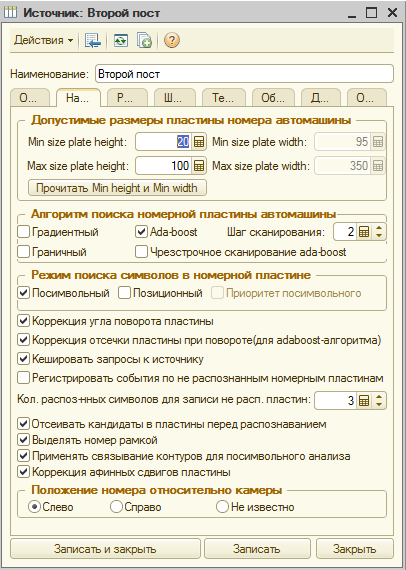 Источник: Второй пост
Действия
?
Наименование: Второй пост
О... На... Р... Ш... Те... Об... Д... О...
Допустимые размеры пластины номера автомашины
Min size plate height: 20 Min size plate width: 95
Max size plate height: 100 Max size plate width: 350
Прочитать Min height и Min width
Алгоритм поиска номерной пластины автомашины
Градиентный Ada-boost Шаг сканирования: 2
Граничный Чрезстрочное сканирование ada-boost
Режим поиска символов в номерной пластине
Посимвольный Позиционный Приоритет посимвольного
Коррекция угла поворота пластины
Коррекция отсечки пластины при повороте(для adaboost-алгоритма)
Кешировать запросы к источнику
Регистрировать события по не распознанным номерным пластинам
Кол. распоз-нных символов для записи не расп. пластин: 3
Отсеивать кандидаты в пластины перед распознаванием
Выделять номер рамкой
Применять связывание контуров для посимвольного анализа
Коррекция афинных сдвигов пластины
Положение номера относительно камеры
Слево Справо Не известно
Записать и закрыть Записать Закрыть